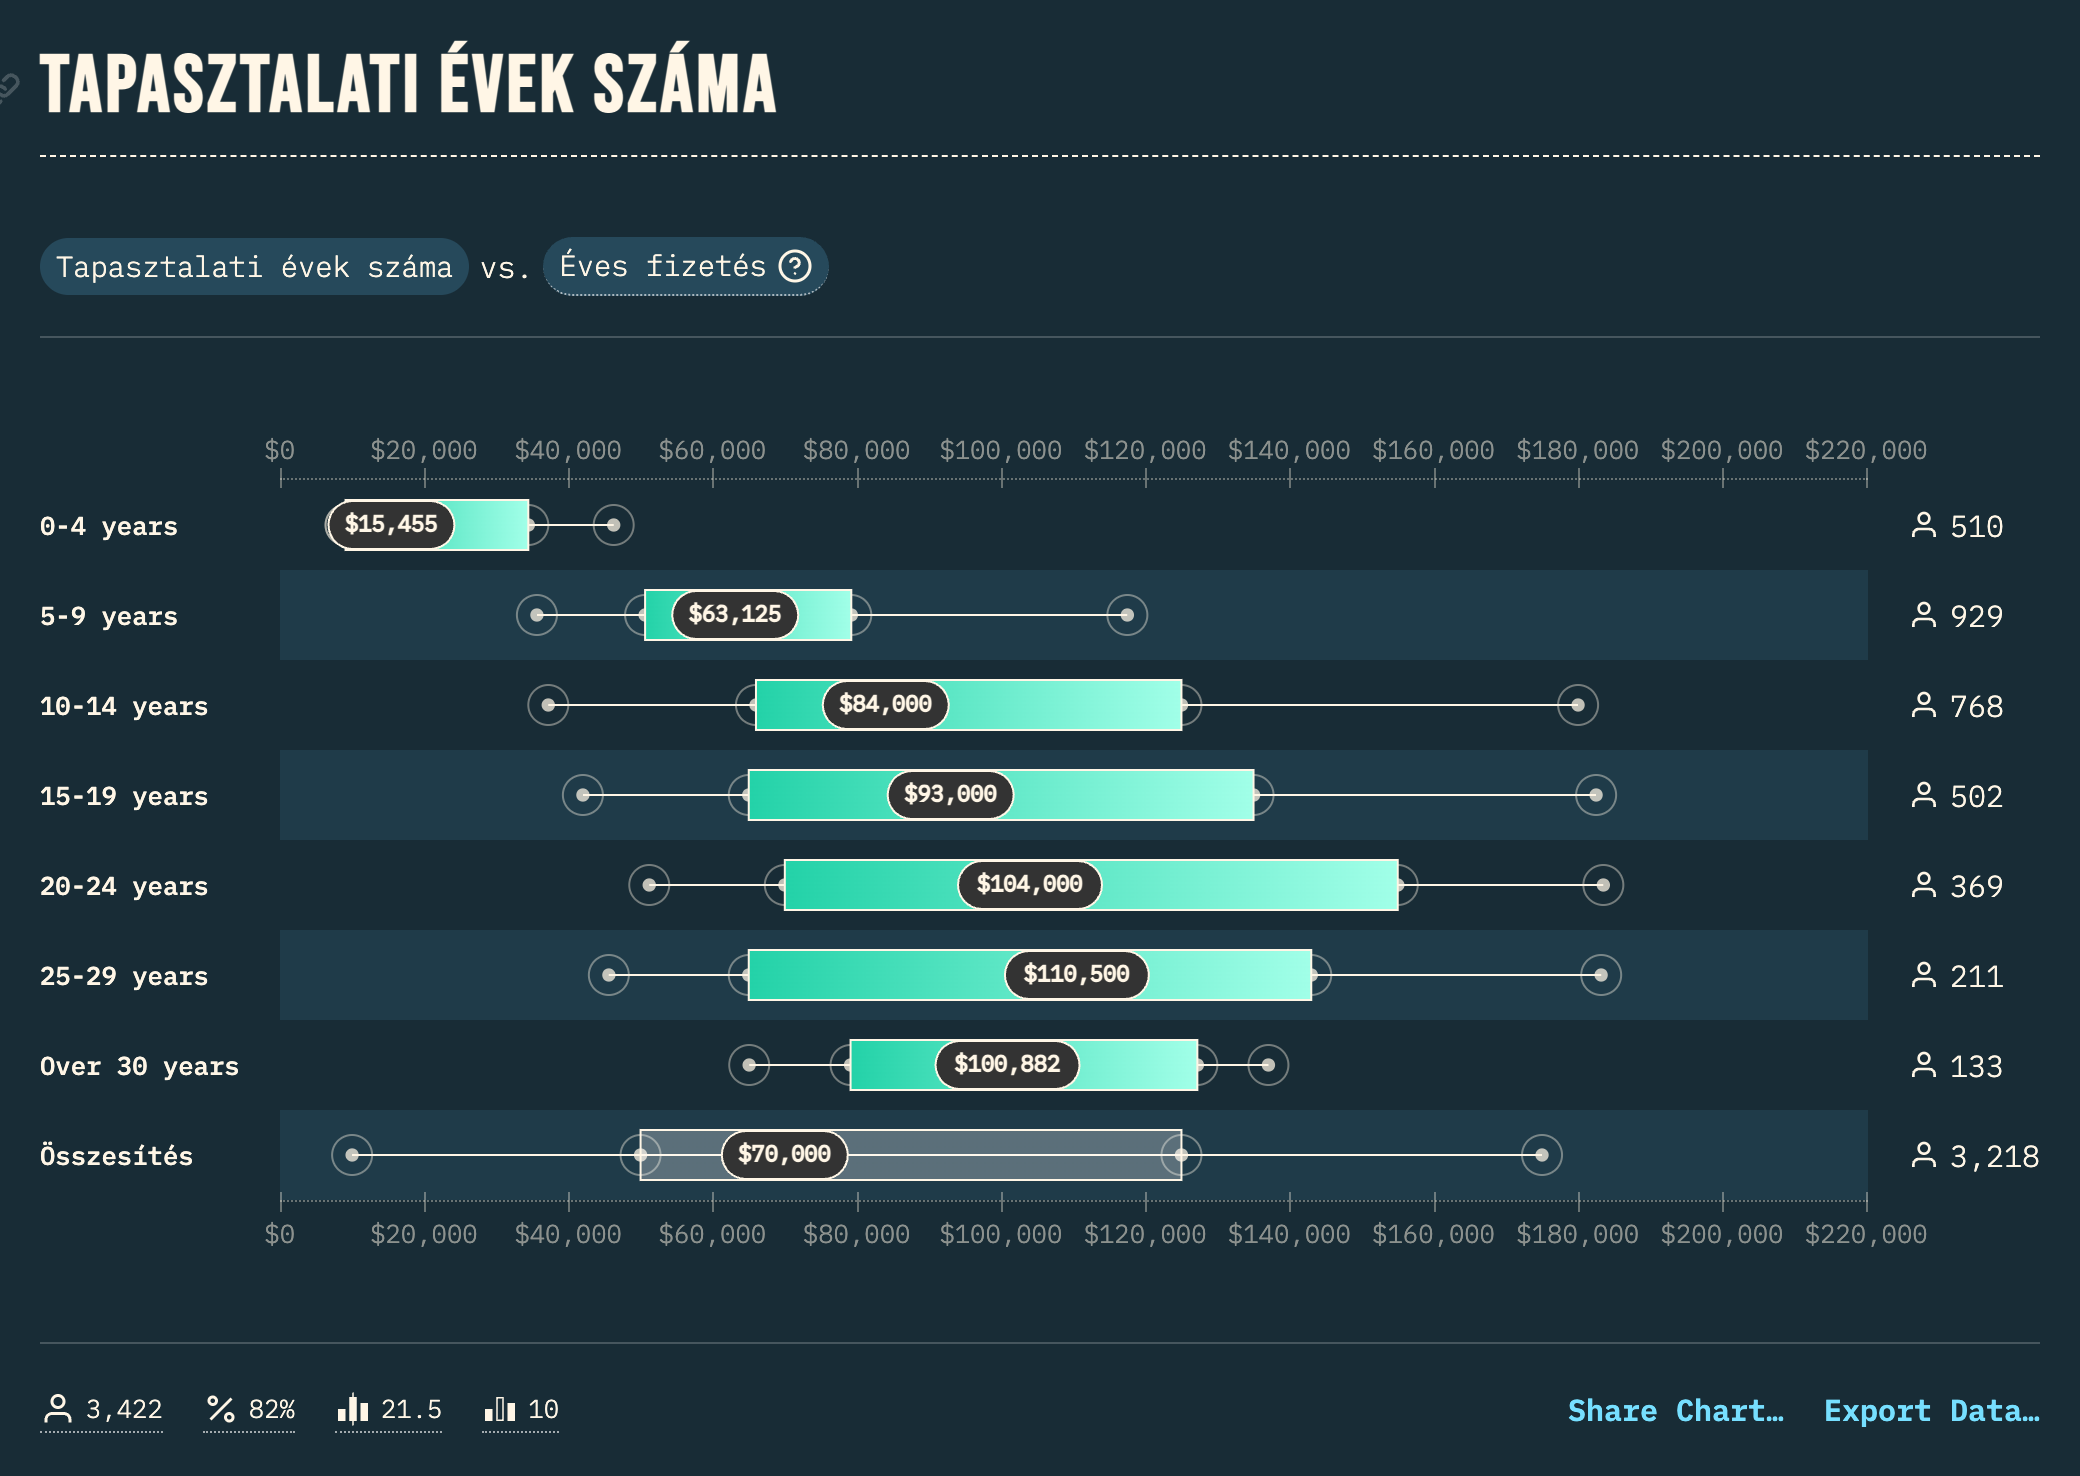 TAPASZTALATI ÉVEK SZÁMA
Tapasztalati évek száma vs. Éves fizetés ?
$0 $20,000 $40,000 $60,000 $80,000 $100,000 $120,000 $140,000 $160,000 $180,000 $200,000 $220,000
0-4 years $15,455 510
5-9 years $63,125 929
10-14 years $84,000 768
15-19 years $93,000 502
20-24 years $104,000 369
25-29 years $110,500 211
Over 30 years $100,882 133
Összesítés $70,000 3,218
$0 $20,000 $40,000 $60,000 $80,000 $100,000 $120,000 $140,000 $160,000 $180,000 $200,000 $220,000
3,422 82% 21.5 10 Share Chart… Export Data…